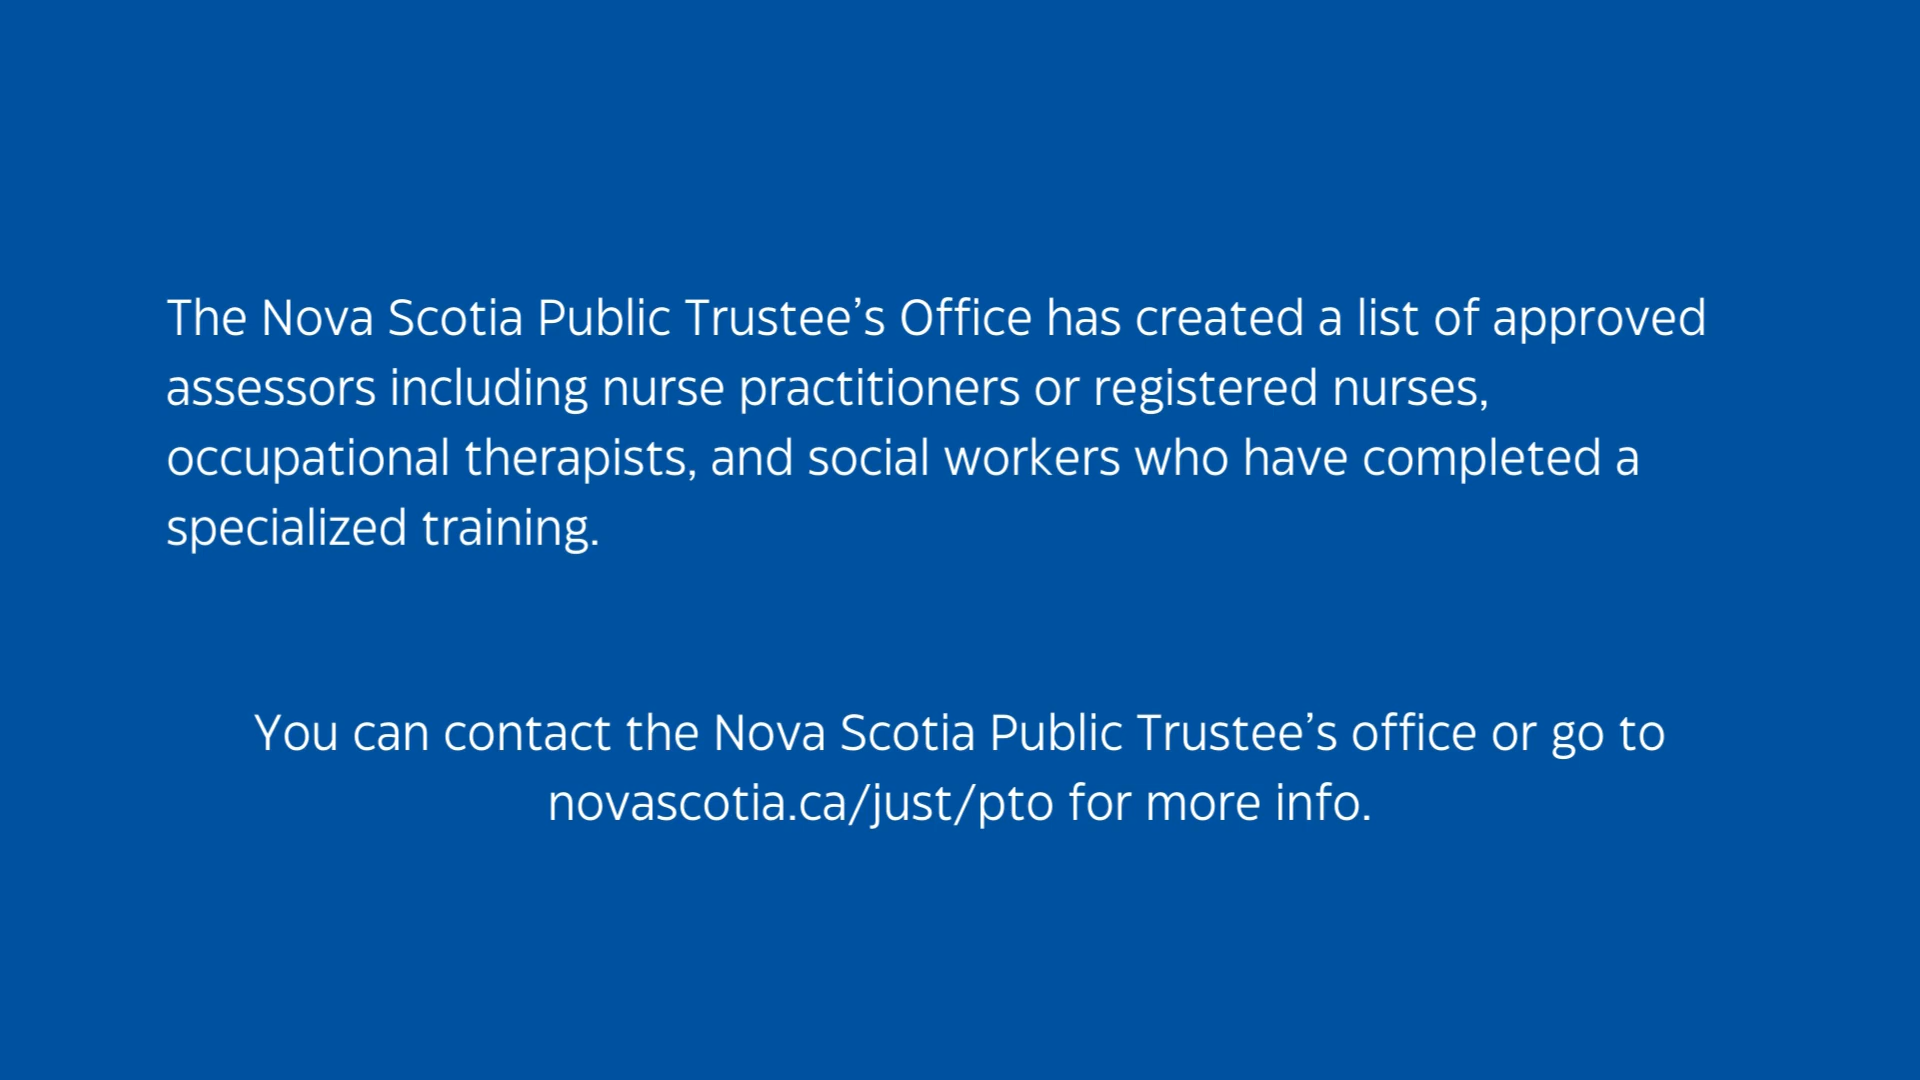 The Nova Scotia Public Trustee’s Office has created a list of approved
assessors including nurse practitioners or registered nurses,
occupational therapists, and social workers who have completed a
specialized training.
You can contact the Nova Scotia Public Trustee’s office or go to
novascotia.ca/just/pto for more info.